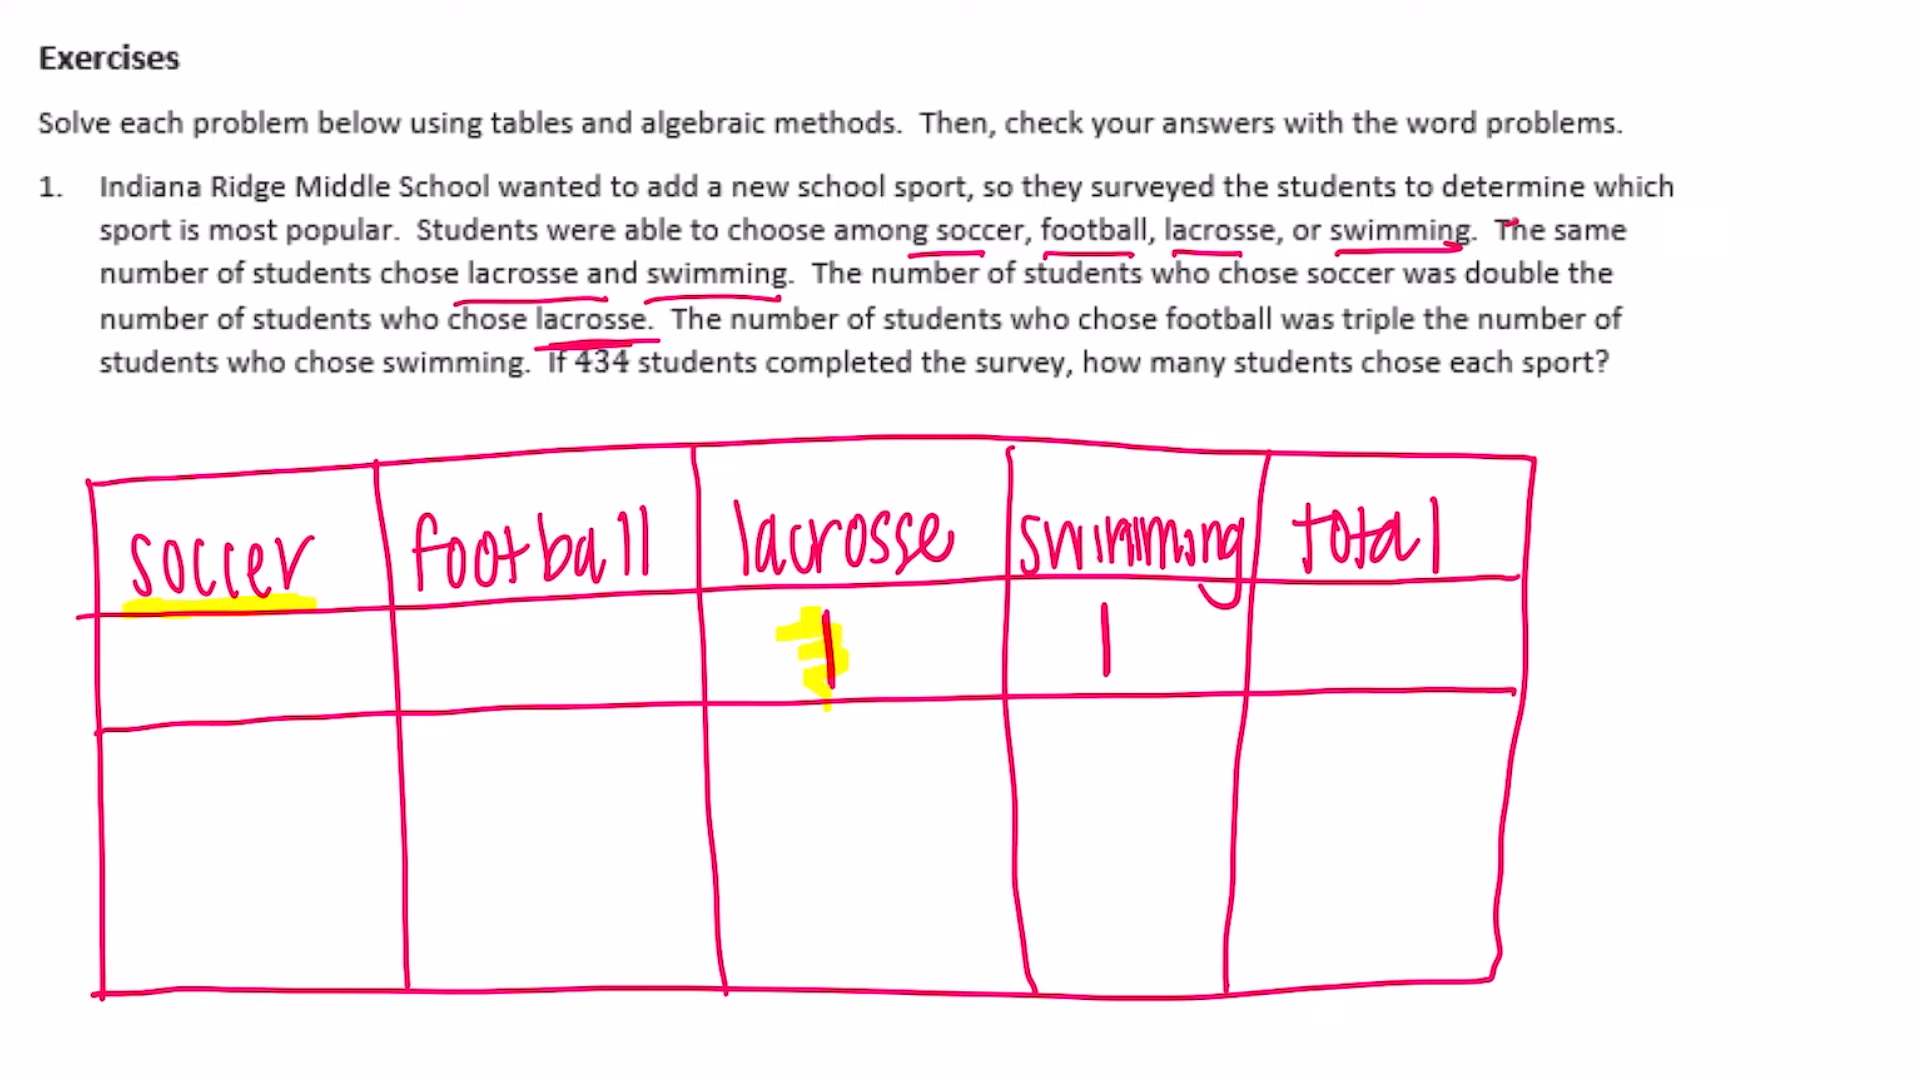 Exercises
Solve each problem below using tables and algebraic methods. Then, check your answers with the word problems.
1. Indiana Ridge Middle School wanted to add a new school sport, so they surveyed the students to determine which
sport is most popular. Students were able to choose among soccer, football, lacrosse, or swimming. The same
number of students chose lacrosse and swimming. The number of students who chose soccer was double the
number of students who chose lacrosse. The number of students who chose football was triple the number of
students who chose swimming. If 434 students completed the survey, how many students chose each sport?
soccer football lacrosse swimming total
1 1